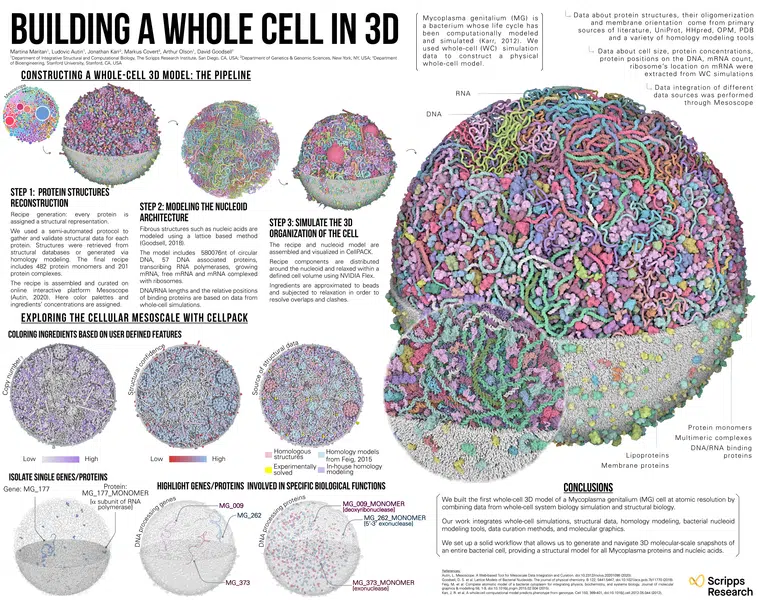 BUILDING A WHOLE CELL IN 3D
Martina Maritan¹, Ludovic Autin¹, Jonathan Karr², Markus Covert³, Arthur Olson¹, David Goodsell¹
¹Department of Integrative Structural and Computational Biology, The Scripps Research Institute, San Diego, CA, USA; ²Department of Genetics & Genomic Sciences, New York, NY, USA; ³Department
of Bioengineering, Stanford University, Stanford, CA, USA
Mycoplasma genitalium (MG) is
a bacterium whose life cycle has
been computationally modeled
and simulated (Karr, 2012). We
used whole-cell (WC) simulation
data to construct a physical
whole-cell model.
Data about protein structures, their oligomerization
and membrane orientation come from primary
sources of literature, UniProt, HHpred, OPM, PDB
and a variety of homology modeling tools
Data about cell size, protein concentrations,
protein positions on the DNA, mRNA count,
ribosome's location on mRNA were
extracted from WC simulations
Data integration of different
data sources was performed
through Mesoscope
CONSTRUCTING A WHOLE-CELL 3D MODEL: THE PIPELINE
RNA
DNA
STEP 1: PROTEIN STRUCTURES
RECONSTRUCTION
Recipe generation: every protein is
assigned a structural representation.
We used a semi-automated protocol to
gather and validate structural data for each
protein. Structures were retrieved from
structural databases or generated via
homology modeling. The final recipe
includes 482 protein monomers and 201
protein complexes.
The recipe is assembled and curated on
online interactive platform Mesoscope
(Autin, 2020). Here color palettes and
ingredients' concentrations are assigned.
STEP 2: MODELING THE NUCLEOID
ARCHITECTURE
Fibrous structures such as nucleic acids are
modeled using a lattice based method
(Goodsell, 2018).
The model includes 580076nt of circular
DNA, 57 DNA associated proteins,
transcribing RNA polymerases, growing
mRNA, free mRNA and mRNA complexed
with ribosomes.
DNA/RNA lengths and the relative positions
of binding proteins are based on data from
whole-cell simulations.
STEP 3: SIMULATE THE 3D
ORGANIZATION OF THE CELL
The recipe and nucleoid model are
assembled and visualized in CellPACK.
Recipe components are distributed
around the nucleoid and relaxed within a
defined cell volume using NVIDIA Flex.
Ingredients are approximated to beads
and subjected to relaxation in order to
resolve overlaps and clashes.
EXPLORING THE CELLULAR MESOSCALE WITH CELLPACK
COLORING INGREDIENTS BASED ON USER DEFINED FEATURES
Copy number
Structural confidence
Source of structural data
Low High
Low High
Homologous
structures
Homology models
from Feig, 2015
Experimentally
solved
In-house homology
modeling
Protein monomers
Multimeric complexes
DNA/RNA binding
proteins
Lipoproteins
Membrane proteins
ISOLATE SINGLE GENES/PROTEINS
Gene: MG_177
Protein:
MG_177_MONOMER
[α subunit of RNA
polymerase]
HIGHLIGHT GENES/PROTEINS INVOLVED IN SPECIFIC BIOLOGICAL FUNCTIONS
DNA processing genes
MG_009
MG_262
MG_373
DNA processing proteins
MG_009_MONOMER
[deoxyribonuclease]
MG_262_MONOMER
[5'-3' exonuclease]
MG_373_MONOMER
[exonuclease]
CONCLUSIONS
We built the first whole-cell 3D model of a Mycoplasma genitalium (MG) cell at atomic resolution by
combining data from whole-cell system biology simulation and structural biology.
Our work integrates whole-cell simulations, structural data, homology modeling, bacterial nucleoid
modeling tools, data curation methods, and molecular graphics.
We set up a solid workflow that allows us to generate and navigate 3D molecular-scale snapshots of
an entire bacterial cell, providing a structural model for all Mycoplasma proteins and nucleic acids.
References:
Scripps
Research